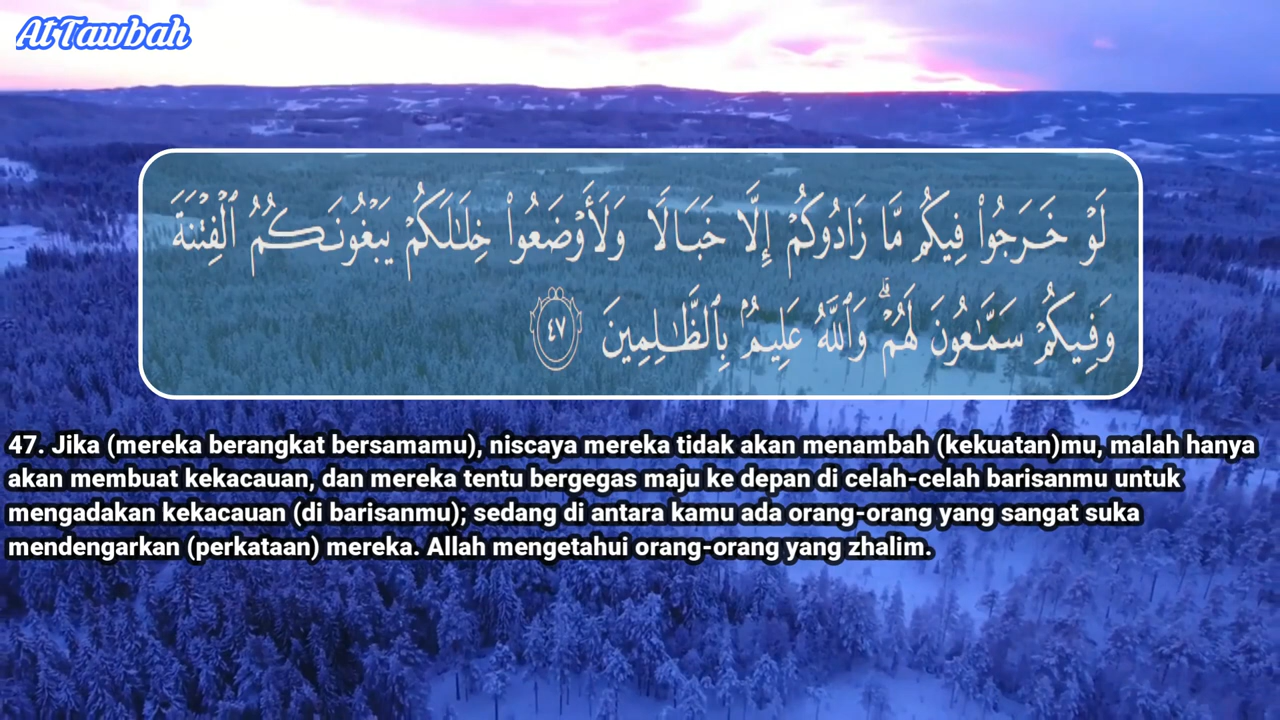 At Tawbah
لَوْ خَرَجُوا۟ فِيكُم مَّا زَادُوكُمْ إِلَّا خَبَالًا وَلَأَوْضَعُوا۟ خِلَـٰلَكُمْ يَبْغُونَكُمُ ٱلْفِتْنَةَ
وَفِيكُمْ سَمَّـٰعُونَ لَهُمْ ۗ وَٱللَّهُ عَلِيمٌۢ بِٱلظَّـٰلِمِينَ ٤٧
47. Jika (mereka berangkat bersamamu), niscaya mereka tidak akan menambah (kekuatan)mu, malah hanya
akan membuat kekacauan, dan mereka tentu bergegas maju ke depan di celah-celah barisanmu untuk
mengadakan kekacauan (di barisanmu); sedang di antara kamu ada orang-orang yang sangat suka
mendengarkan (perkataan) mereka. Allah mengetahui orang-orang yang zhalim.